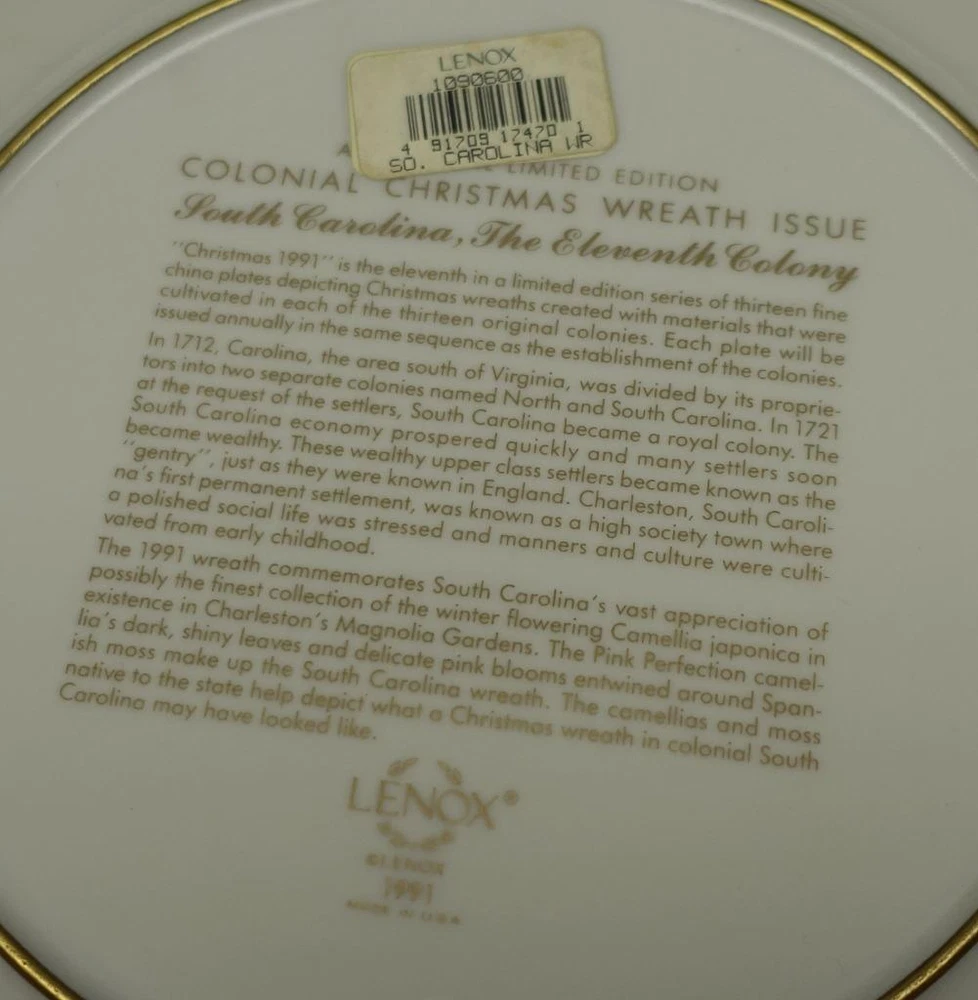 LENOX
1090600
4 91709 17470 1
SO. CAROLINA WR
LIMITED EDITION
COLONIAL CHRISTMAS WREATH ISSUE
South Carolina, The Eleventh Colony
"Christmas 1991" is the eleventh in a limited edition series of thirteen fine
china plates depicting Christmas wreaths created with materials that were
cultivated in each of the thirteen original colonies. Each plate will be
issued annually in the same sequence as the establishment of the colonies.
In 1712, Carolina, the area south of Virginia, was divided by its proprie-
tors into two separate colonies named North and South Carolina. In 1721
at the request of the settlers, South Carolina became a royal colony. The
South Carolina economy prospered quickly and many settlers soon
became wealthy. These wealthy upper class settlers became known as the
"gentry", just as they were known in England. Charleston, South Caroli-
na's first permanent settlement, was known as a high society town where
a polished social life was stressed and manners and culture were culti-
vated from early childhood.
The 1991 wreath commemorates South Carolina's vast appreciation of
possibly the finest collection of the winter flowering Camellia japonica in
existence in Charleston's Magnolia Gardens. The Pink Perfection camel-
lia's dark, shiny leaves and delicate pink blooms entwined around Span-
ish moss make up the South Carolina wreath. The camellias and moss
native to the state help depict what a Christmas wreath in colonial South
Carolina may have looked like.
LENOX®
©LENOX
1991
MADE IN U.S.A.